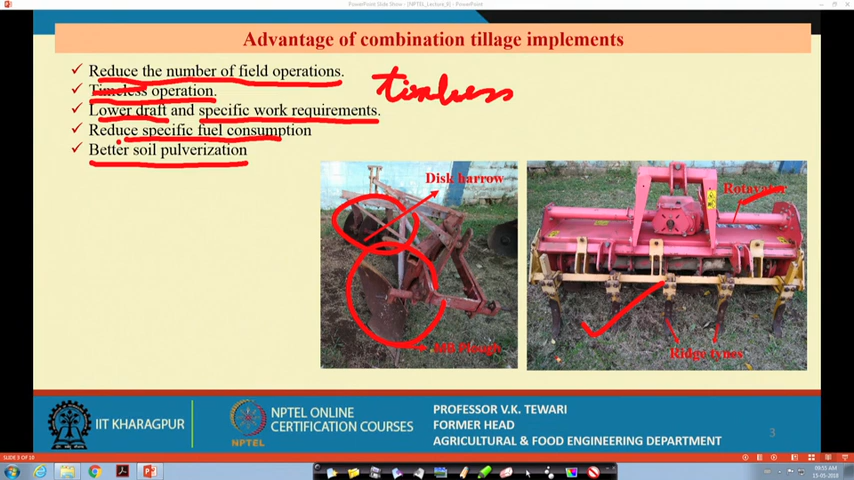 PowerPoint Slide Show - [NPTEL_Lecture_6] - PowerPoint
Advantage of combination tillage implements
✓ Reduce the number of field operations.
✓ Timeless operation.
✓ Lower draft and specific work requirements.
✓ Reduce specific fuel consumption
✓ Better soil pulverization
timless
Disk harrow
MB Plough
Rotavator
Ridge tynes
IIT KHARAGPUR
NPTEL
NPTEL ONLINE
CERTIFICATION COURSES
PROFESSOR V.K. TEWARI
FORMER HEAD
AGRICULTURAL & FOOD ENGINEERING DEPARTMENT
3
SLIDE 3 OF 10
09:55 AM
15-05-2018